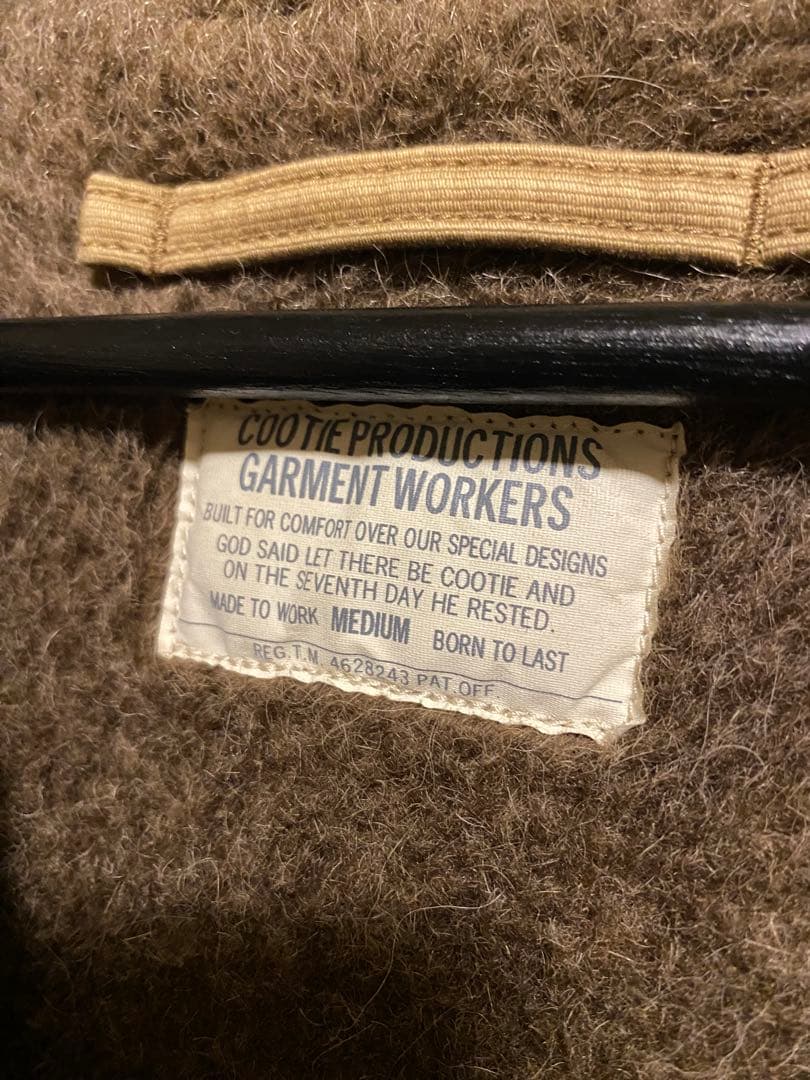 COOTIE PRODUCTIONS
GARMENT WORKERS
BUILT FOR COMFORT OVER OUR SPECIAL DESIGNS
GOD SAID LET THERE BE COOTIE AND
ON THE SEVENTH DAY HE RESTED.
MADE TO WORK MEDIUM BORN TO LAST
REG.T.M. 4628243 PAT.OFF.